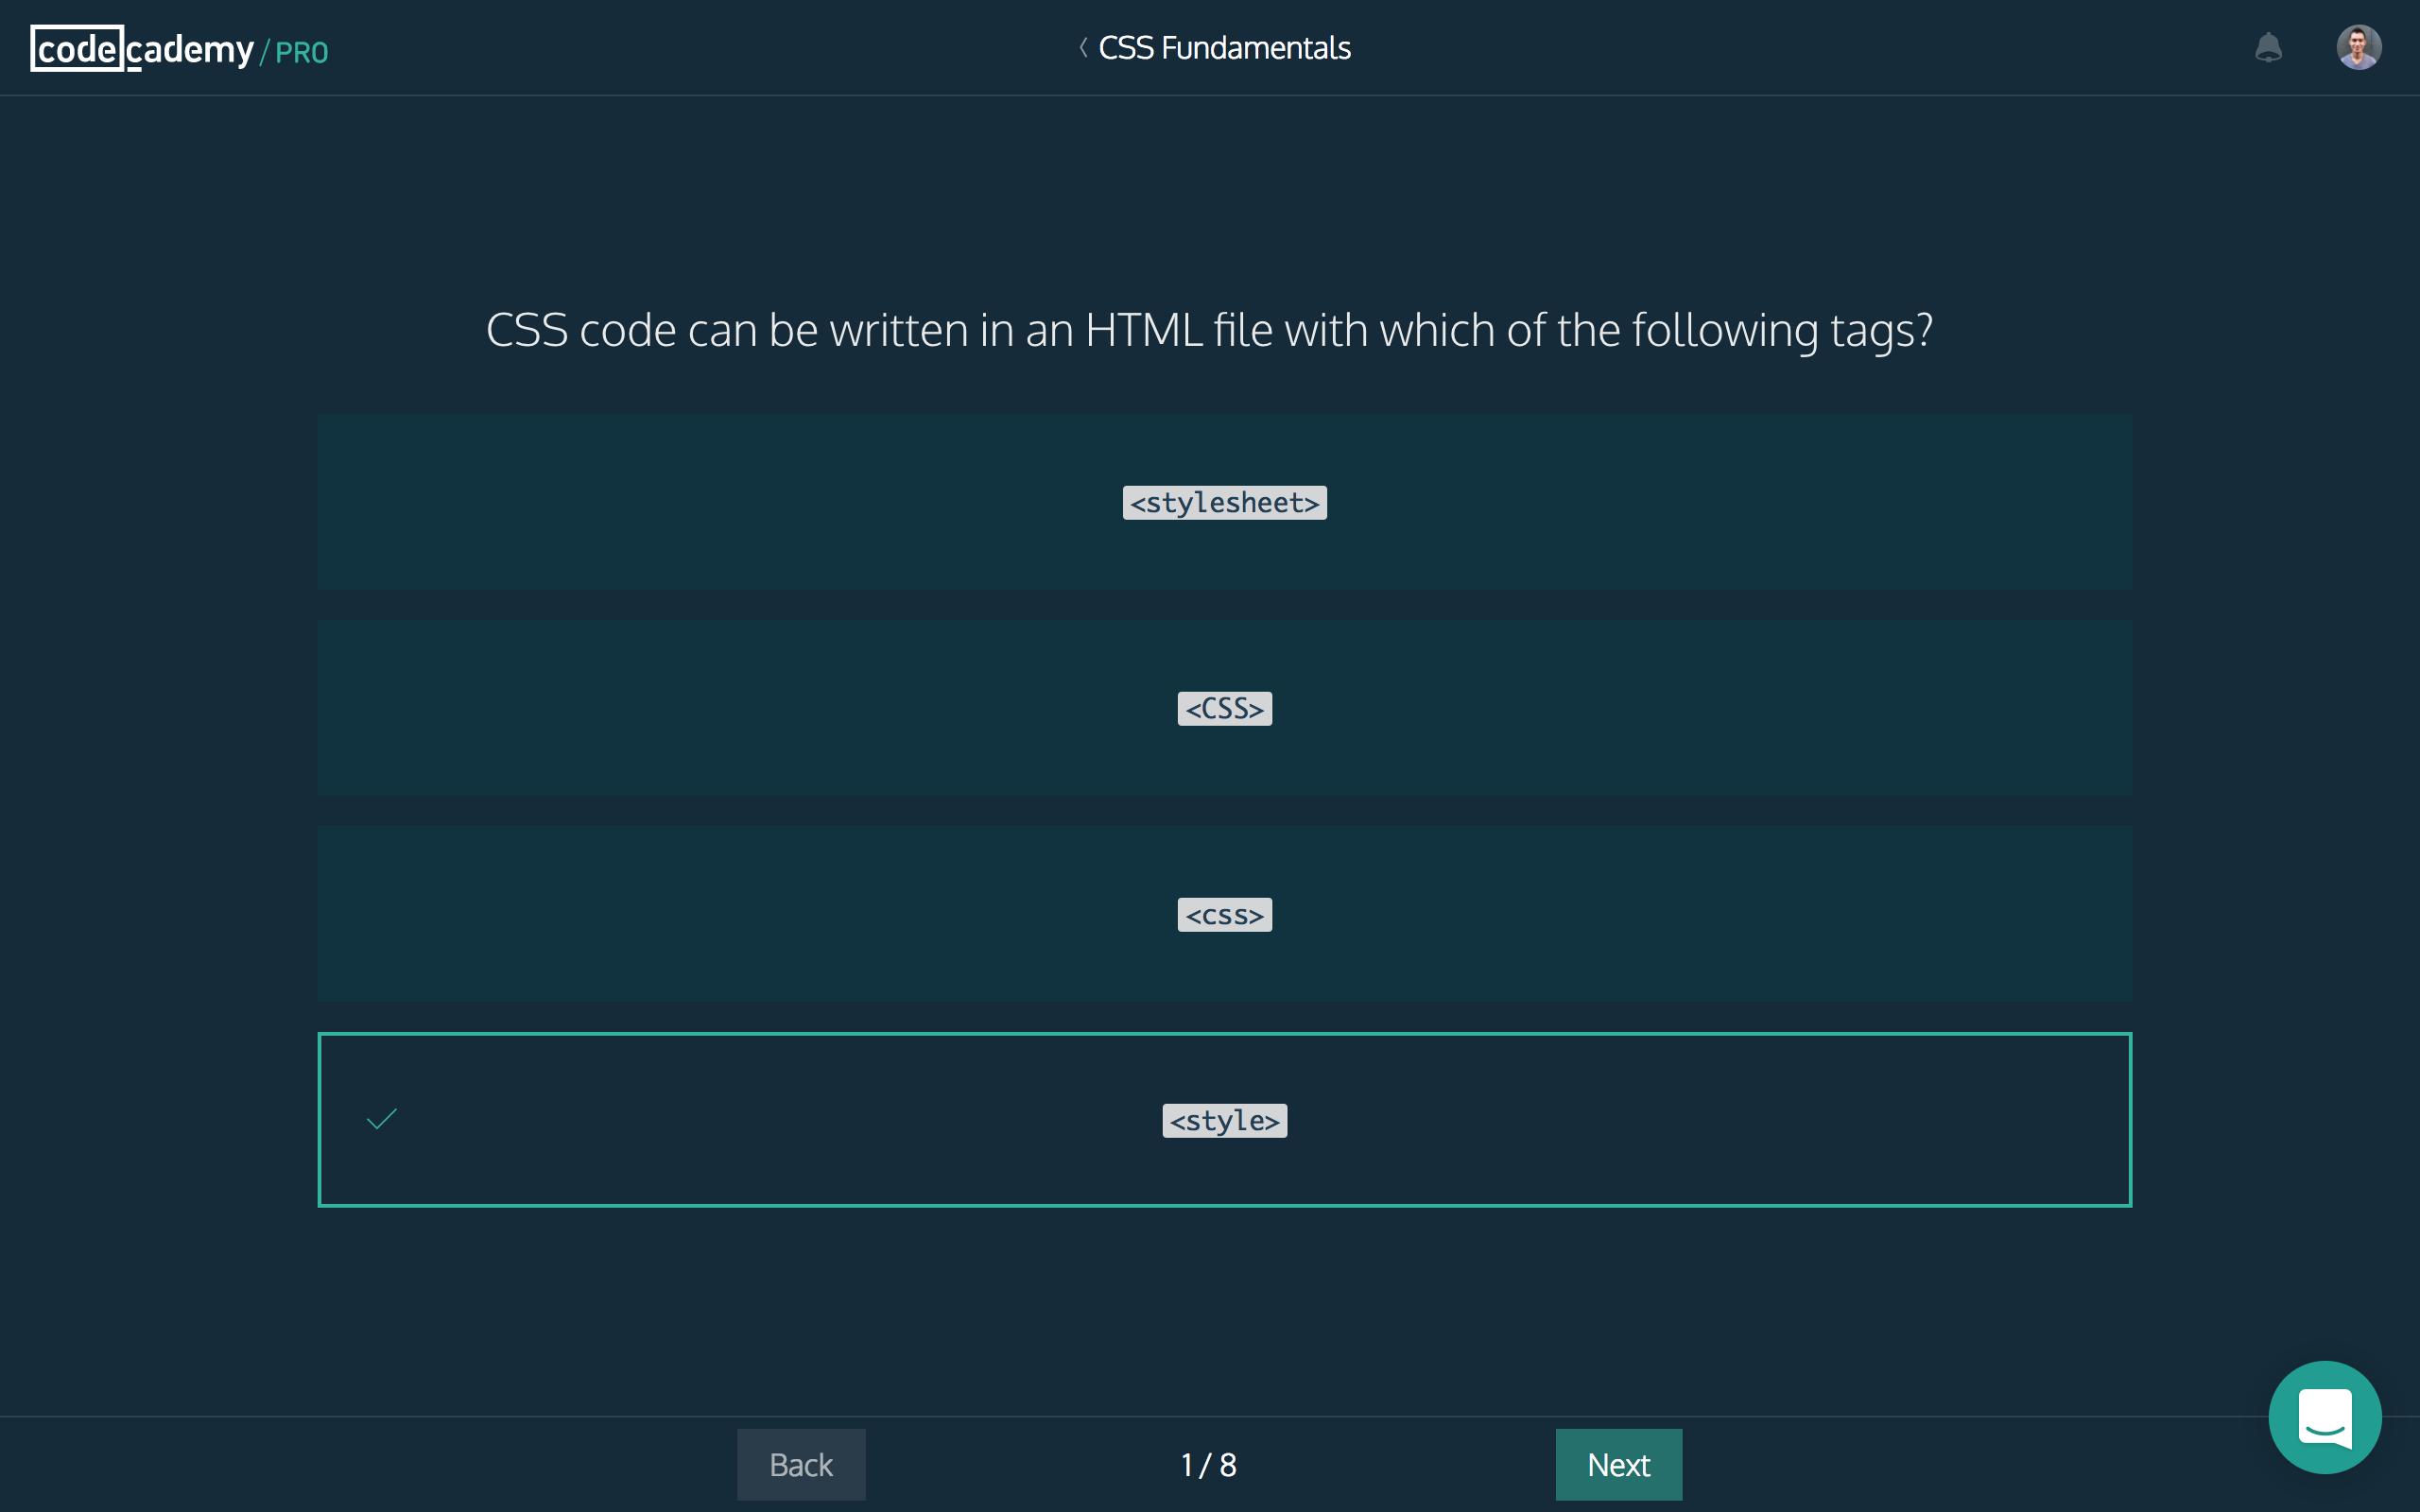 codecademy/PRO
CSS Fundamentals
CSS code can be written in an HTML file with which of the following tags?
<stylesheet>
<CSS>
<css>
<style>
Back
1 / 8
Next